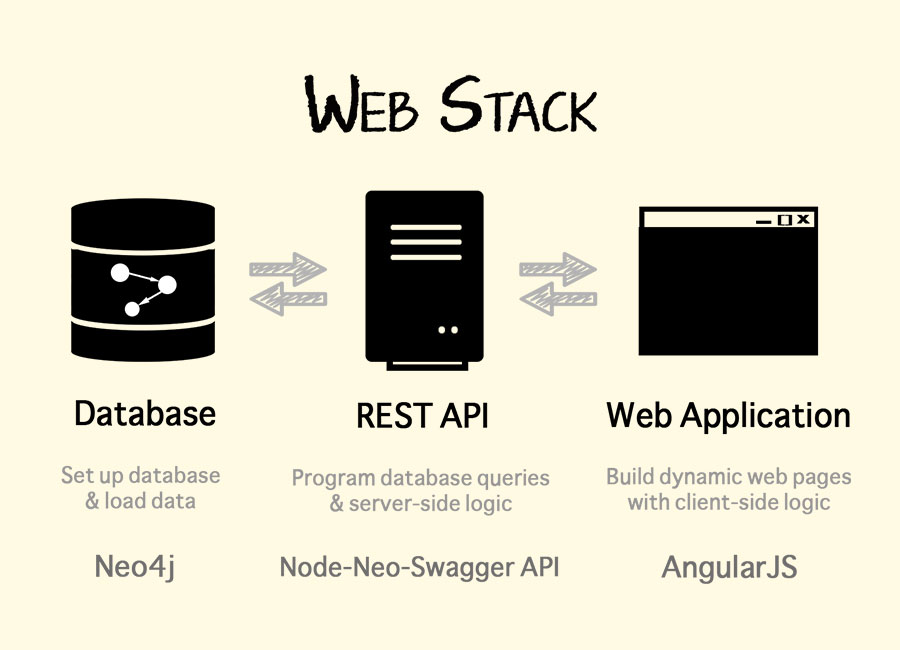 WEB STACK
Database
REST API
Web Application
Set up database
& load data
Program database queries
& server-side logic
Build dynamic web pages
with client-side logic
Neo4j
Node-Neo-Swagger API
AngularJS